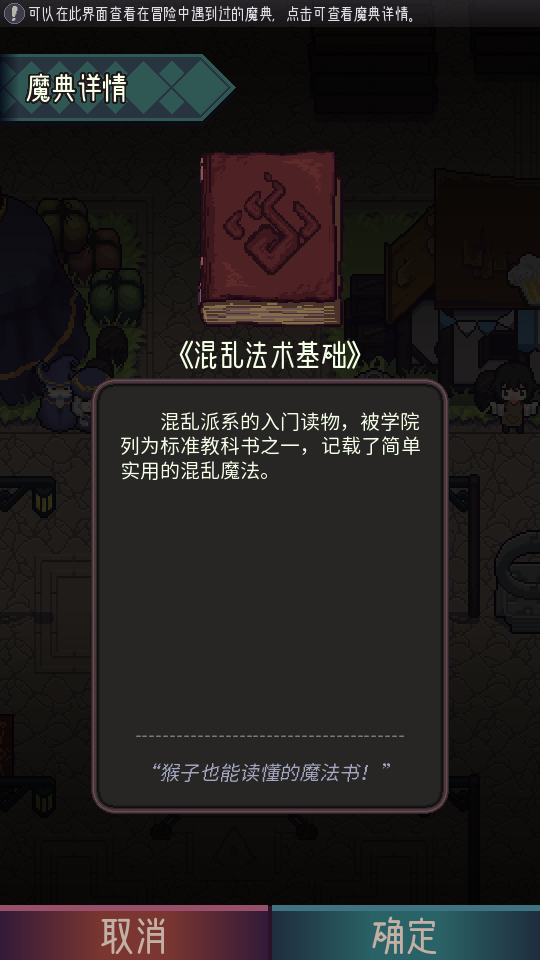 可以在此界面查看在冒险中遇到过的魔典，点击可查看魔典详情。
魔典详情
《混乱法术基础》
混乱派系的入门读物，被学院
列为标准教科书之一，记载了简单
实用的混乱魔法。
“猴子也能读懂的魔法书！”
取消
确定